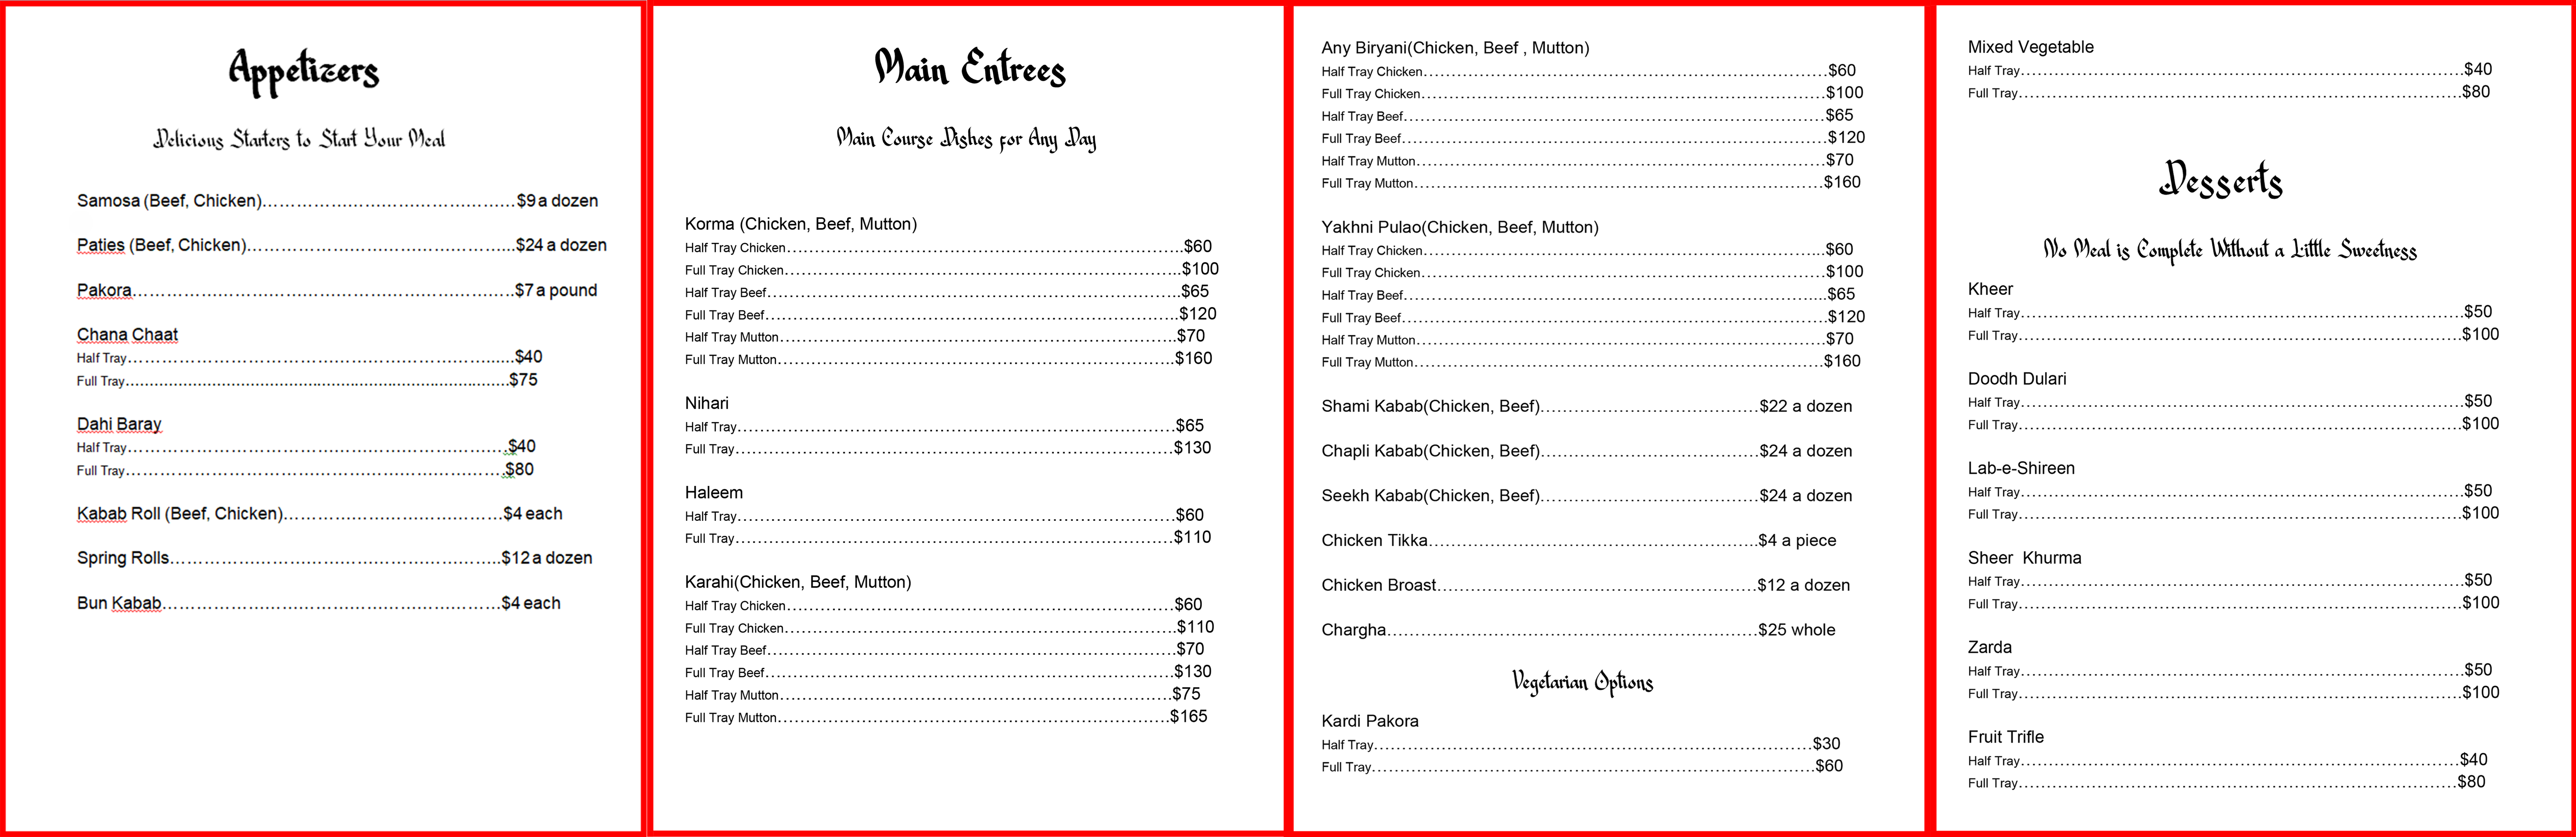 Appetizers
Delicious Starters to Start Your Meal
Samosa (Beef, Chicken)………………………………………$9 a dozen
Paties (Beef, Chicken)…………………………………………$24 a dozen
Pakora……………………………………………………………$7 a pound
Chana Chaat
Half Tray…………………………………………………………$40
Full Tray…………………………………………………………$75
Dahi Baray
Half Tray…………………………………………………………$40
Full Tray…………………………………………………………$80
Kabab Roll (Beef, Chicken)…………………………………$4 each
Spring Rolls……………………………………………………$12 a dozen
Bun Kabab……………………………………………………$4 each
Main Entrees
Main Course Dishes for Any Day
Korma (Chicken, Beef, Mutton)
Half Tray Chicken………………………………………………………$60
Full Tray Chicken………………………………………………………$100
Half Tray Beef…………………………………………………………$65
Full Tray Beef…………………………………………………………$120
Half Tray Mutton………………………………………………………$70
Full Tray Mutton………………………………………………………$160
Nihari
Half Tray………………………………………………………………$65
Full Tray………………………………………………………………$130
Haleem
Half Tray………………………………………………………………$60
Full Tray………………………………………………………………$110
Karahi(Chicken, Beef, Mutton)
Half Tray Chicken………………………………………………………$60
Full Tray Chicken………………………………………………………$110
Half Tray Beef…………………………………………………………$70
Full Tray Beef…………………………………………………………$130
Half Tray Mutton………………………………………………………$75
Full Tray Mutton………………………………………………………$165
Any Biryani(Chicken, Beef , Mutton)
Half Tray Chicken………………………………………………………$60
Full Tray Chicken………………………………………………………$100
Half Tray Beef…………………………………………………………$65
Full Tray Beef…………………………………………………………$120
Half Tray Mutton………………………………………………………$70
Full Tray Mutton………………………………………………………$160
Yakhni Pulao(Chicken, Beef, Mutton)
Half Tray Chicken………………………………………………………$60
Full Tray Chicken………………………………………………………$100
Half Tray Beef…………………………………………………………$65
Full Tray Beef…………………………………………………………$120
Half Tray Mutton………………………………………………………$70
Full Tray Mutton………………………………………………………$160
Shami Kabab(Chicken, Beef)…………………………………$22 a dozen
Chapli Kabab(Chicken, Beef)…………………………………$24 a dozen
Seekh Kabab(Chicken, Beef)…………………………………$24 a dozen
Chicken Tikka……………………………………………………$4 a piece
Chicken Broast…………………………………………………$12 a dozen
Chargha…………………………………………………………$25 whole
Vegetarian Options
Kardi Pakora
Half Tray………………………………………………………………$30
Full Tray………………………………………………………………$60
Mixed Vegetable
Half Tray………………………………………………………………$40
Full Tray………………………………………………………………$80
Desserts
No Meal is Complete Without a Little Sweetness
Kheer
Half Tray………………………………………………………………$50
Full Tray………………………………………………………………$100
Doodh Dulari
Half Tray………………………………………………………………$50
Full Tray………………………………………………………………$100
Lab-e-Shireen
Half Tray………………………………………………………………$50
Full Tray………………………………………………………………$100
Sheer  Khurma
Half Tray………………………………………………………………$50
Full Tray………………………………………………………………$100
Zarda
Half Tray………………………………………………………………$50
Full Tray………………………………………………………………$100
Fruit Trifle
Half Tray………………………………………………………………$40
Full Tray………………………………………………………………$80